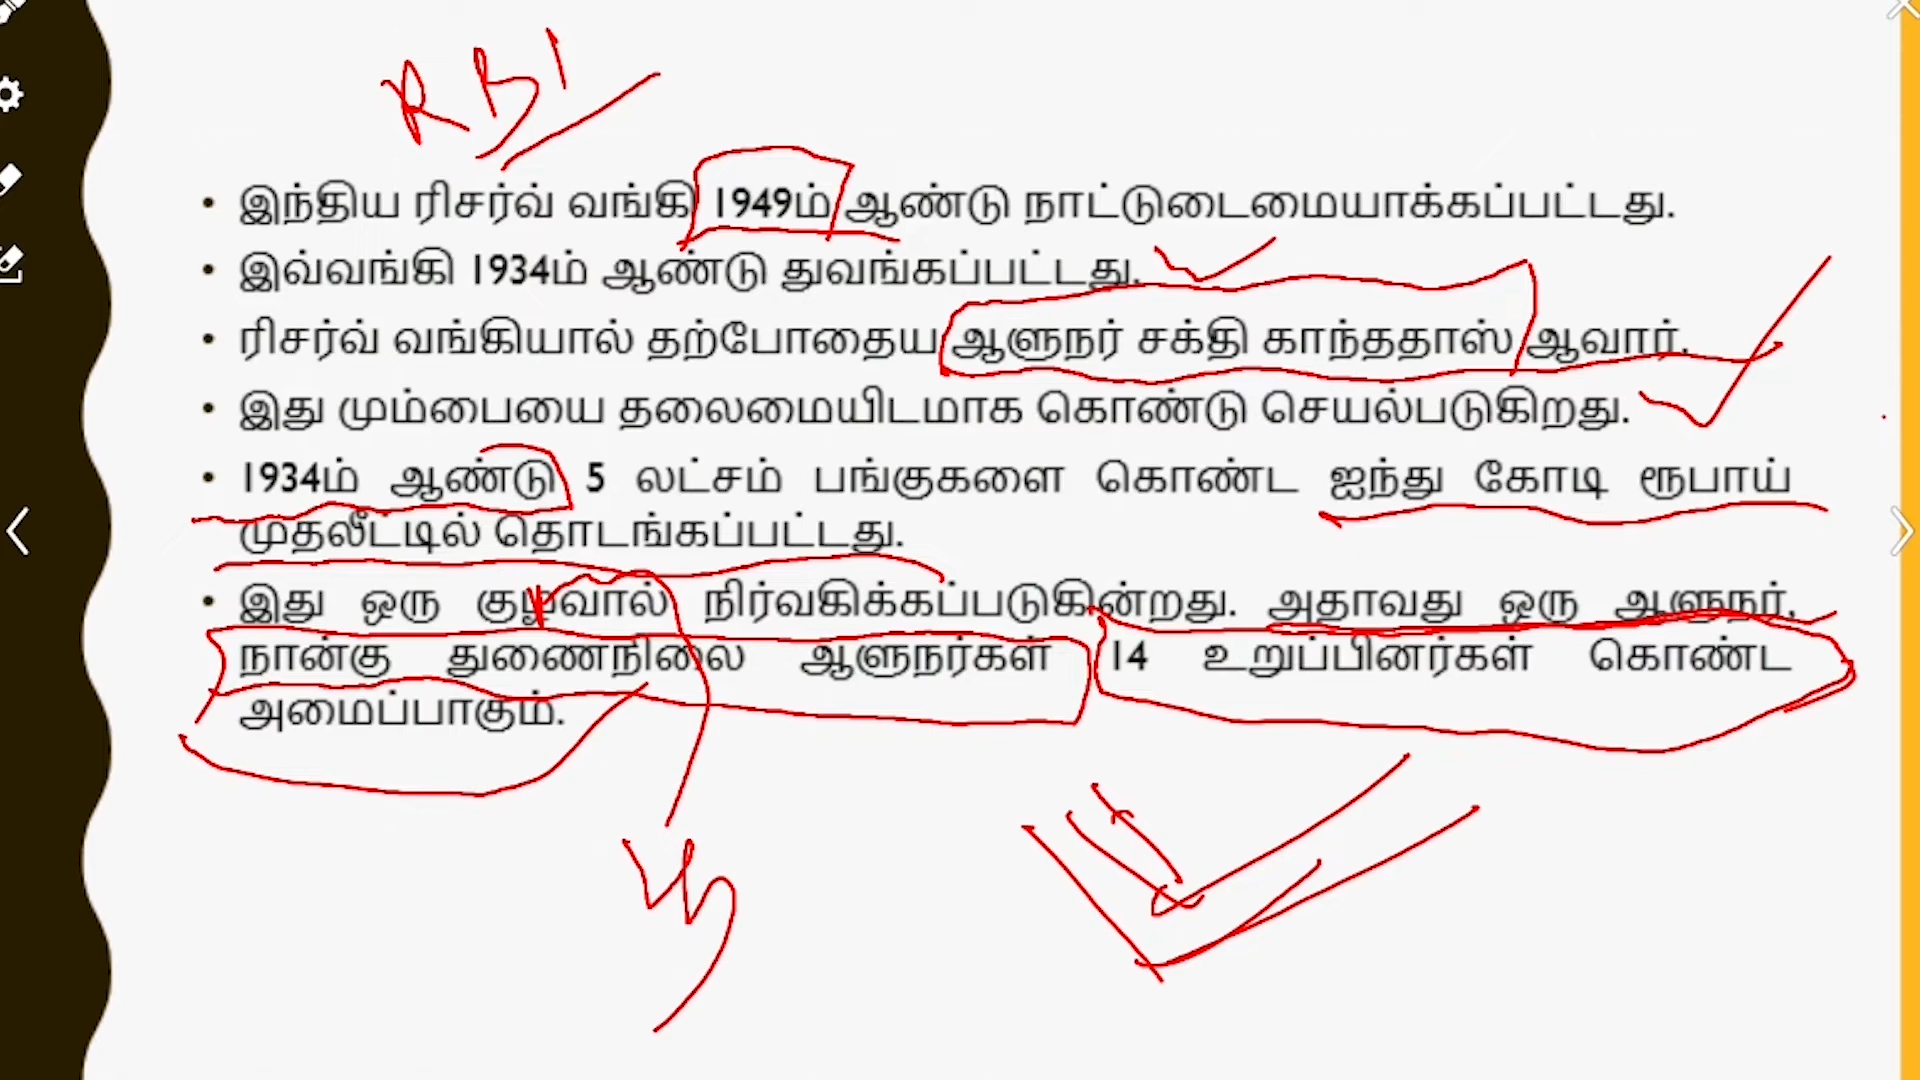 RBI
• இந்திய ரிசர்வ் வங்கி 1949ம் ஆண்டு நாட்டுடைமையாக்கப்பட்டது.
• இவ்வங்கி 1934ம் ஆண்டு துவங்கப்பட்டது.
• ரிசர்வ் வங்கியால் தற்போதைய ஆளுநர் சக்தி காந்ததாஸ் ஆவார்.
• இது மும்பையை தலைமையிடமாக கொண்டு செயல்படுகிறது.
• 1934ம் ஆண்டு 5 லட்சம் பங்குகளை கொண்ட ஐந்து கோடி ரூபாய்
முதலீட்டில் தொடங்கப்பட்டது.
• இது ஒரு குழுவால் நிர்வகிக்கப்படுகின்றது. அதாவது ஒரு ஆளுநர்,
நான்கு துணைநிலை ஆளுநர்கள் 14 உறுப்பினர்கள் கொண்ட
அமைப்பாகும்.